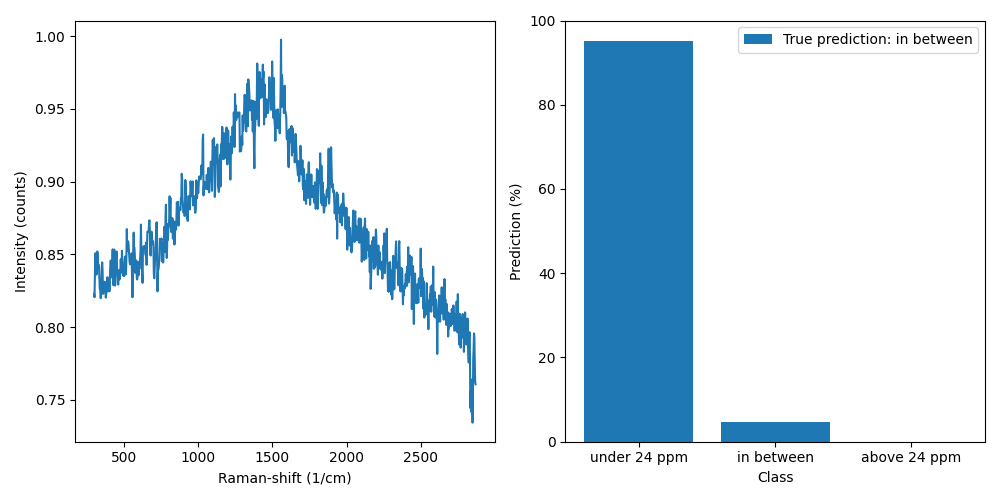 1.00
0.95
0.90
0.85
0.80
0.75
Intensity (counts)
500 1000 1500 2000 2500
Raman-shift (1/cm)
100
80
60
40
20
0
Prediction (%)
True prediction: in between
under 24 ppm in between above 24 ppm
Class